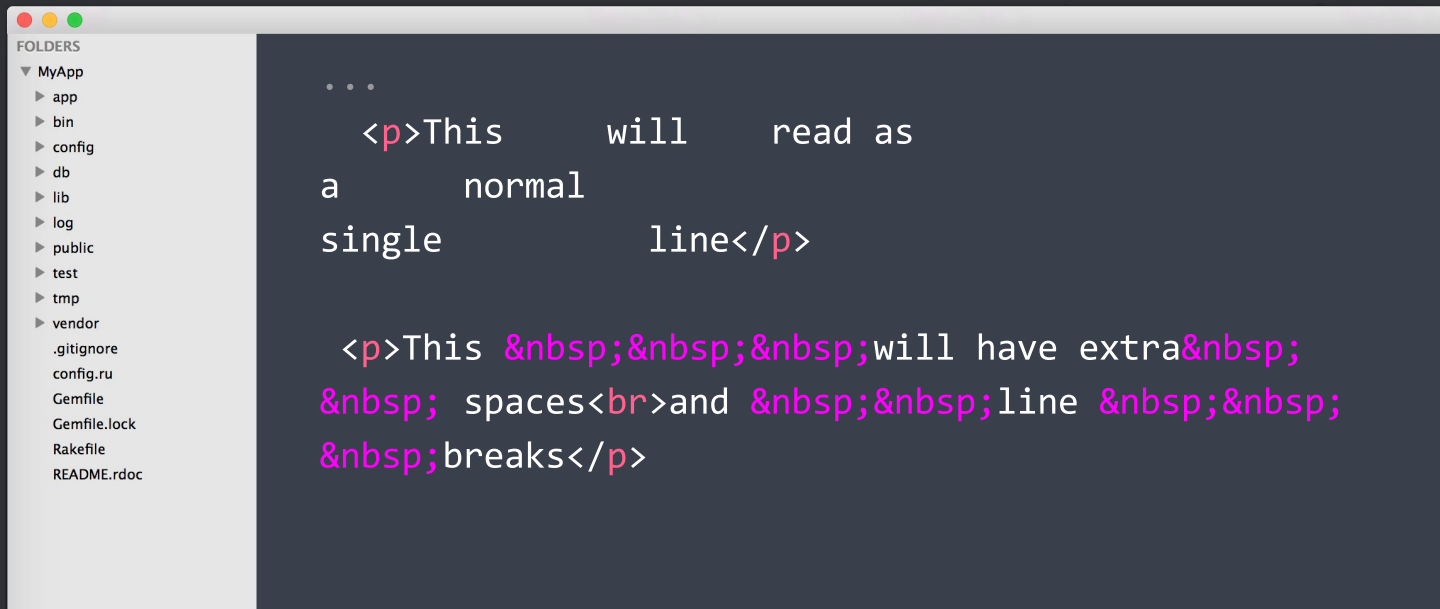 FOLDERS
MyApp
app
bin
config
db
lib
log
public
test
tmp
vendor
.gitignore
config.ru
Gemfile
Gemfile.lock
Rakefile
README.rdoc
...
<p>This     will    read as
a      normal
single          line</p>
<p>This &nbsp;&nbsp;&nbsp;will have extra&nbsp;
&nbsp; spaces<br>and &nbsp;&nbsp;line &nbsp;&nbsp;
&nbsp;breaks</p>